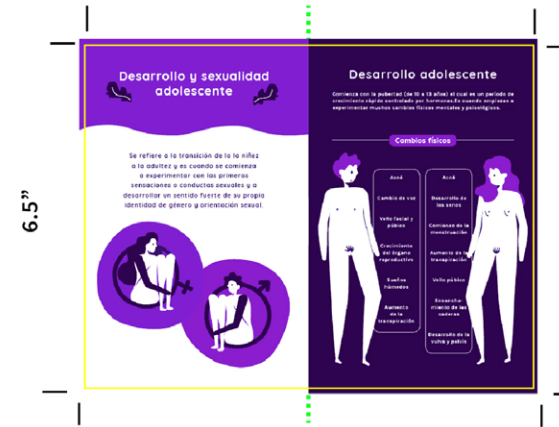 6.5”
Desarrollo y sexualidad
adolescente
Se refiere a la transición de la niñez
a la adultez y es cuando se comienza
a experimentar con las primeras
sensaciones o conductas sexuales y a
desarrollar un sentido fuerte de su propia
identidad de género y orientación sexual.
Desarrollo adolescente
Comienza con la pubertad (de 10 a 13 años) el cual es un periodo de
crecimiento rápido controlado por hormonas. Es cuando empiezas a
experimentar muchos cambios físicos mentales y psicológicos.
Cambios físicos
Acné
Cambio de voz
Vello facial y
púbico
Crecimiento
del órgano
reproductivo
Sueños
húmedos
Aumento
de la
transpiración
Acné
Desarrollo de
los senos
Comienzo de la
menstruación
Aumento de la
transpiración
Vello púbico
Ensancha-
miento de las
caderas
Desarrollo de la
vulva y pelvis